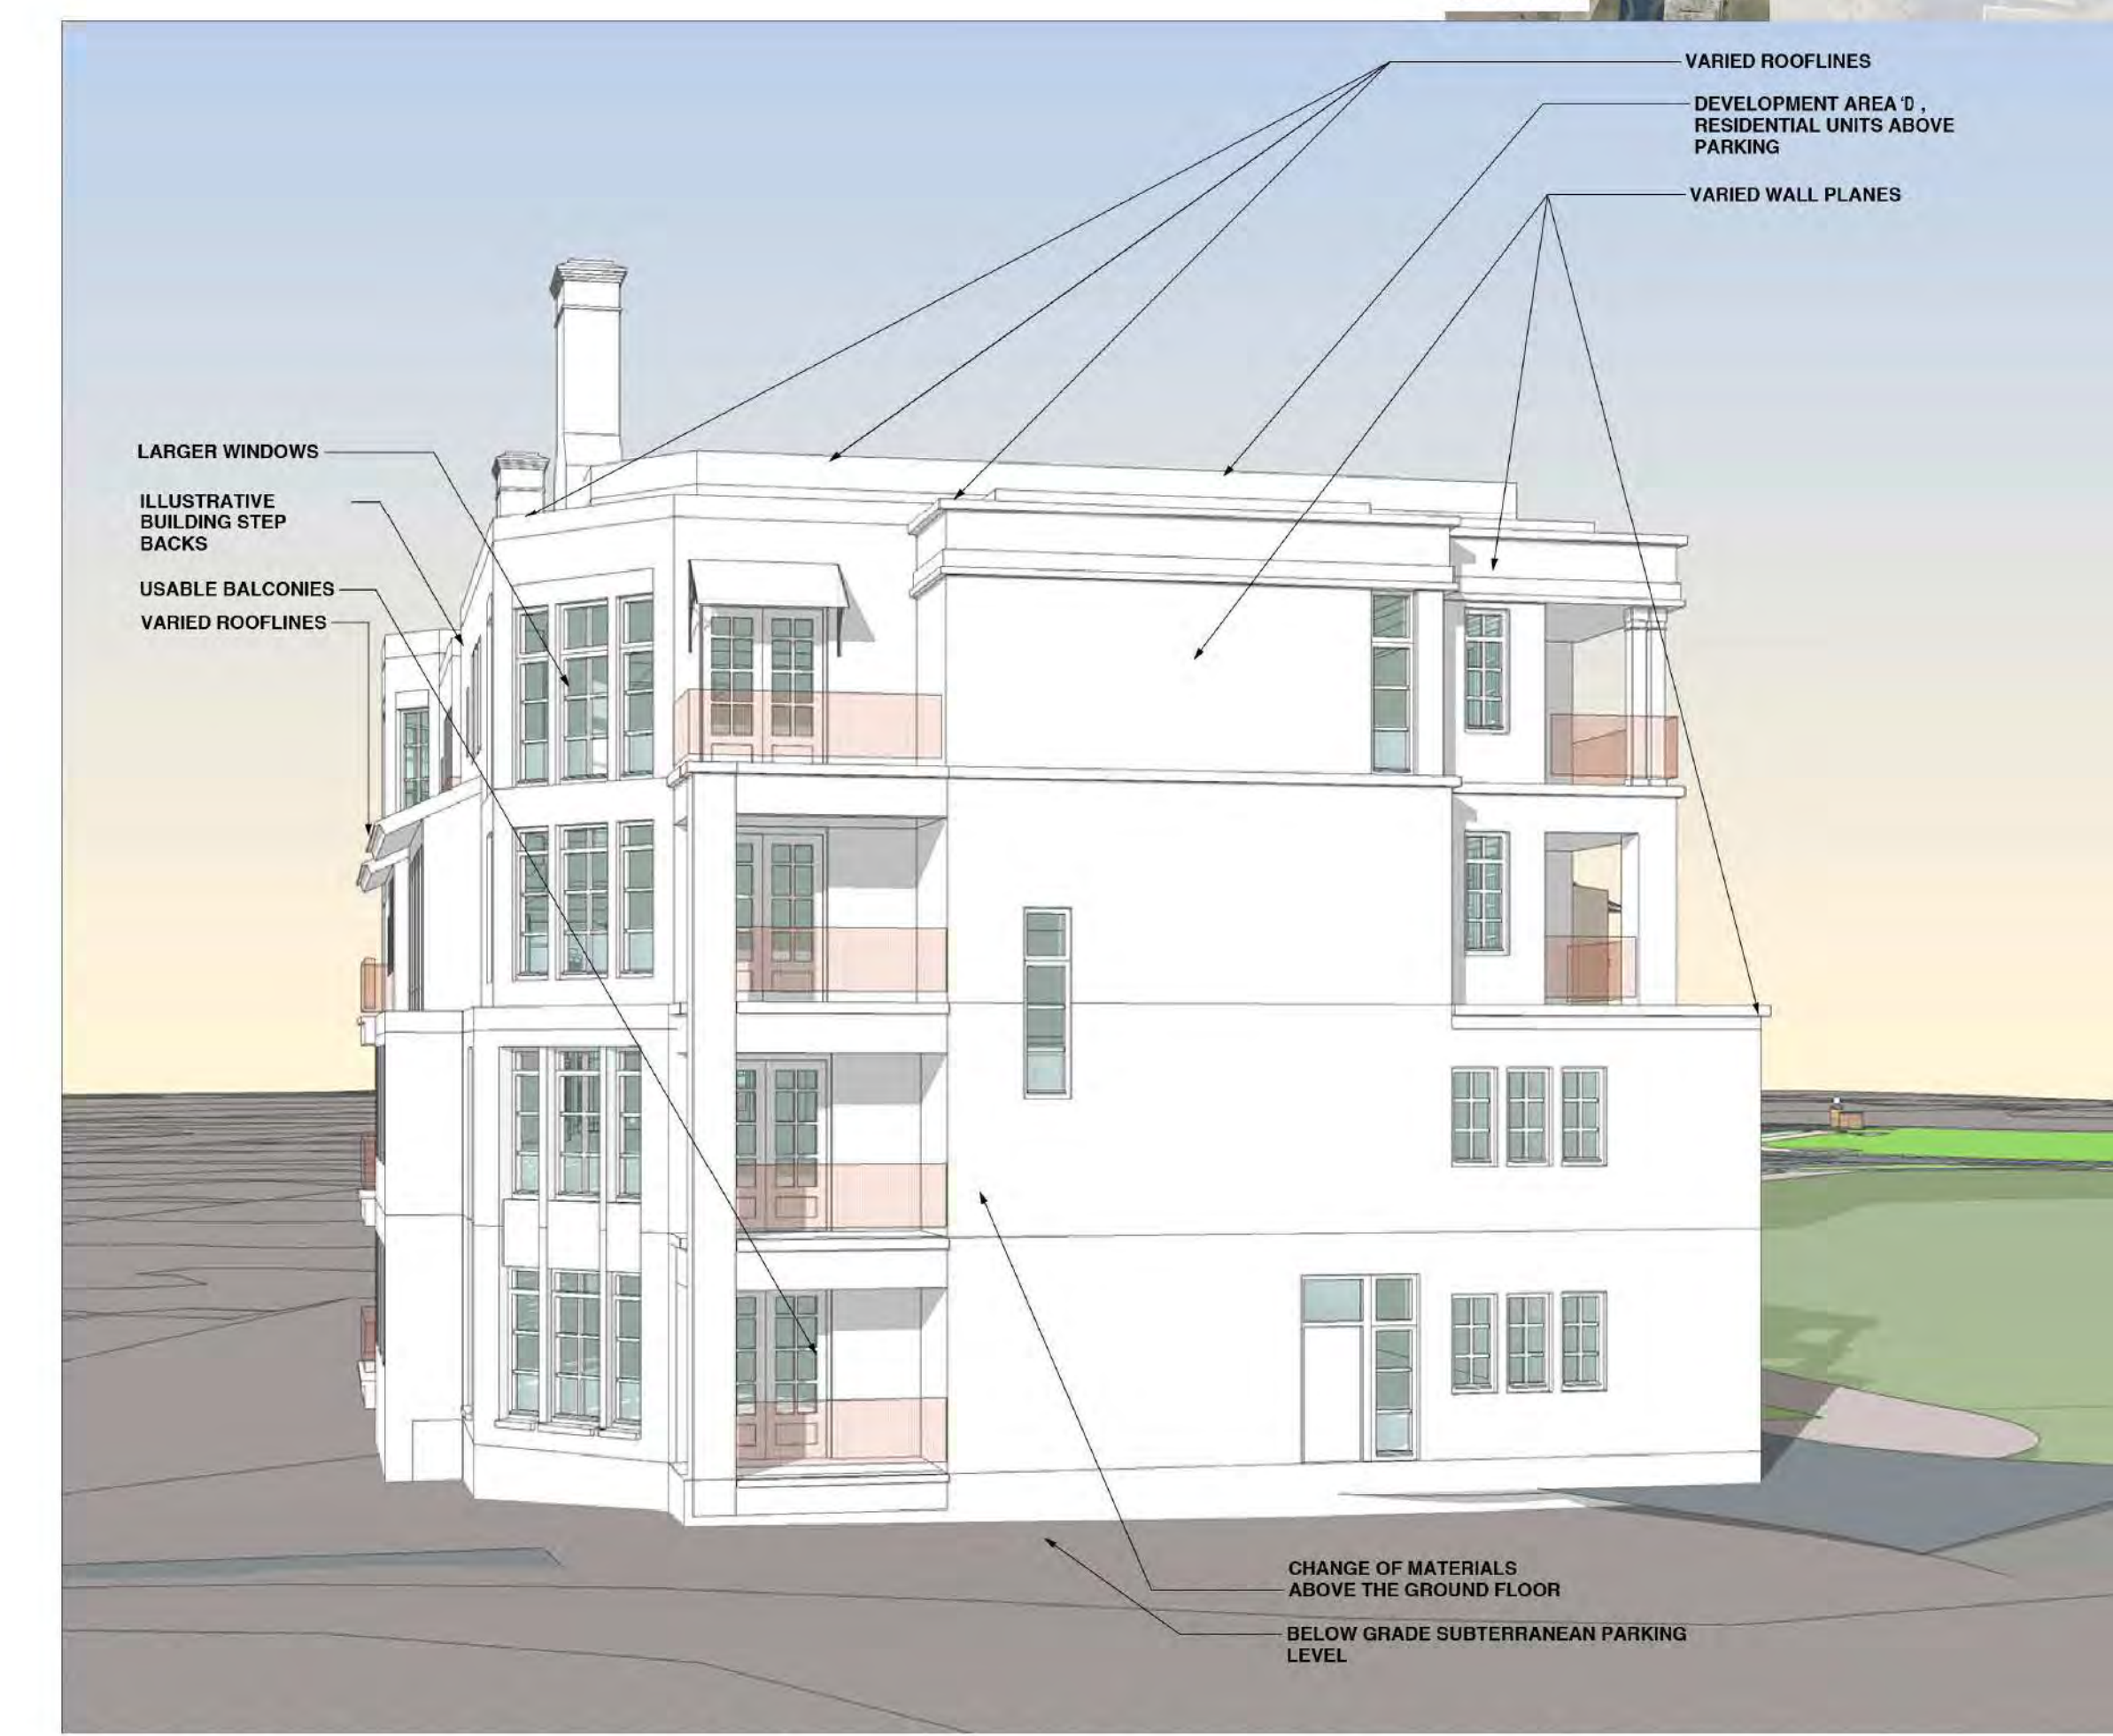 VARIED ROOFLINES
DEVELOPMENT AREA 'D ,
RESIDENTIAL UNITS ABOVE
PARKING
VARIED WALL PLANES
LARGER WINDOWS
ILLUSTRATIVE
BUILDING STEP
BACKS
USABLE BALCONIES
VARIED ROOFLINES
CHANGE OF MATERIALS
ABOVE THE GROUND FLOOR
BELOW GRADE SUBTERRANEAN PARKING
LEVEL